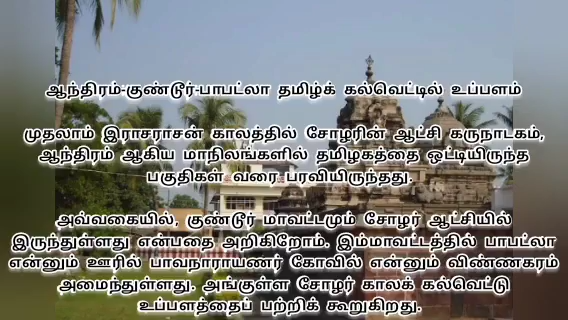 ஆந்திரம்-குண்டூர்-பாபட்லா தமிழ்க் கல்வெட்டில் உப்பளம்
முதலாம் இராசராசன் காலத்தில் சோழரின் ஆட்சி கருநாடகம்,
ஆந்திரம் ஆகிய மாநிலங்களில் தமிழகத்தை ஒட்டியிருந்த
பகுதிகள் வரை பரவியிருந்தது.
அவ்வகையில், குண்டூர் மாவட்டமும் சோழர் ஆட்சியில்
இருந்துள்ளது என்பதை அறிகிறோம். இம்மாவட்டத்தில் பாபட்லா
என்னும் ஊரில் பாவநாராயணர் கோவில் என்னும் விண்ணகரம்
அமைந்துள்ளது. அங்குள்ள சோழர் காலக் கல்வெட்டு
உப்பளத்தைப் பற்றிக் கூறுகிறது.